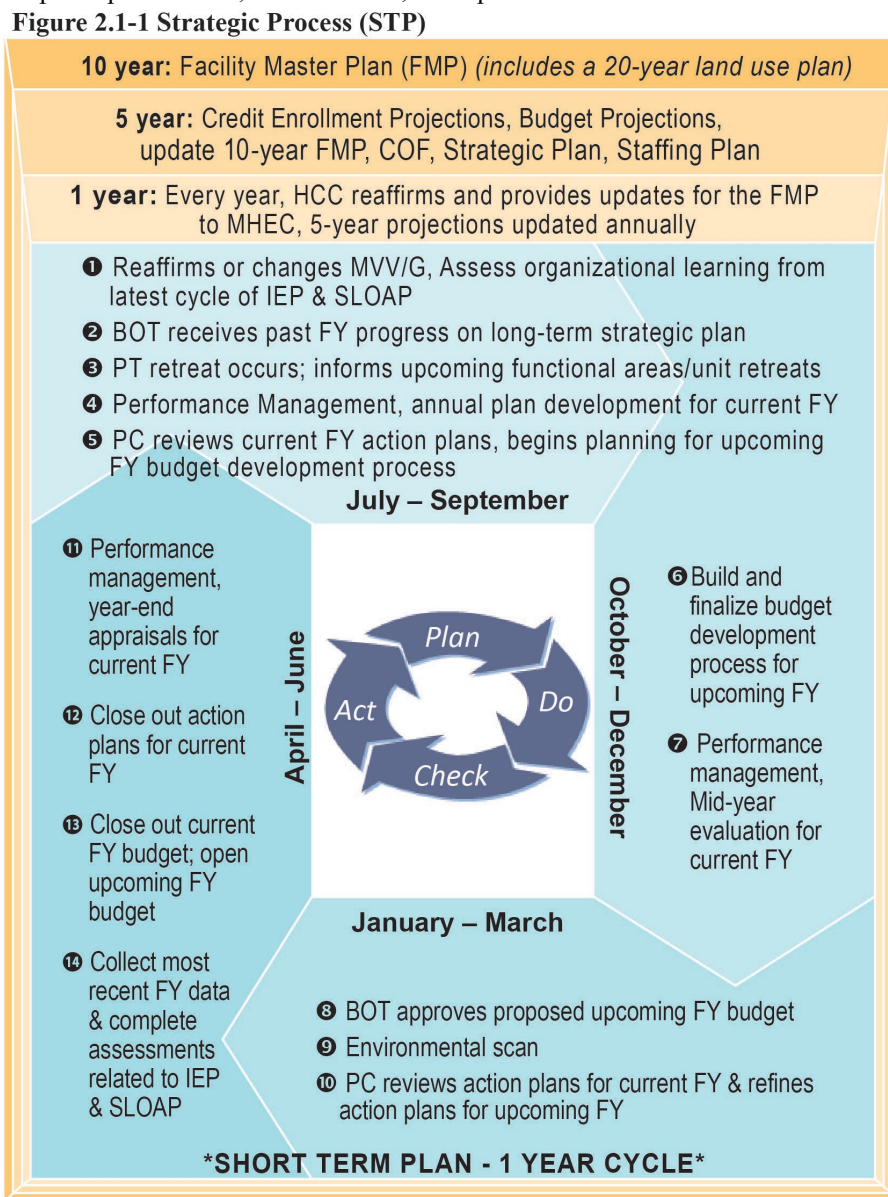 Figure 2.1-1 Strategic Process (STP)
10 year: Facility Master Plan (FMP) (includes a 20-year land use plan)
5 year: Credit Enrollment Projections, Budget Projections,
update 10-year FMP, COF, Strategic Plan, Staffing Plan
1 year: Every year, HCC reaffirms and provides updates for the FMP
to MHEC, 5-year projections updated annually
❶ Reaffirms or changes MVV/G, Assess organizational learning from
latest cycle of IEP & SLOAP
❷ BOT receives past FY progress on long-term strategic plan
❸ PT retreat occurs; informs upcoming functional areas/unit retreats
❹ Performance Management, annual plan development for current FY
❺ PC reviews current FY action plans, begins planning for upcoming
FY budget development process
July – September
October – December
❻ Build and
finalize budget
development
process for
upcoming FY
❼ Performance
management,
Mid-year
evaluation for
current FY
Plan
Do
Check
Act
January – March
❽ BOT approves proposed upcoming FY budget
❾ Environmental scan
❿ PC reviews action plans for current FY & refines
action plans for upcoming FY
April – June
⓫ Performance
management,
year-end
appraisals for
current FY
⓬ Close out action
plans for current
FY
⓭ Close out current
FY budget; open
upcoming FY
budget
⓮ Collect most
recent FY data
& complete
assessments
related to IEP
& SLOAP
*SHORT TERM PLAN - 1 YEAR CYCLE*